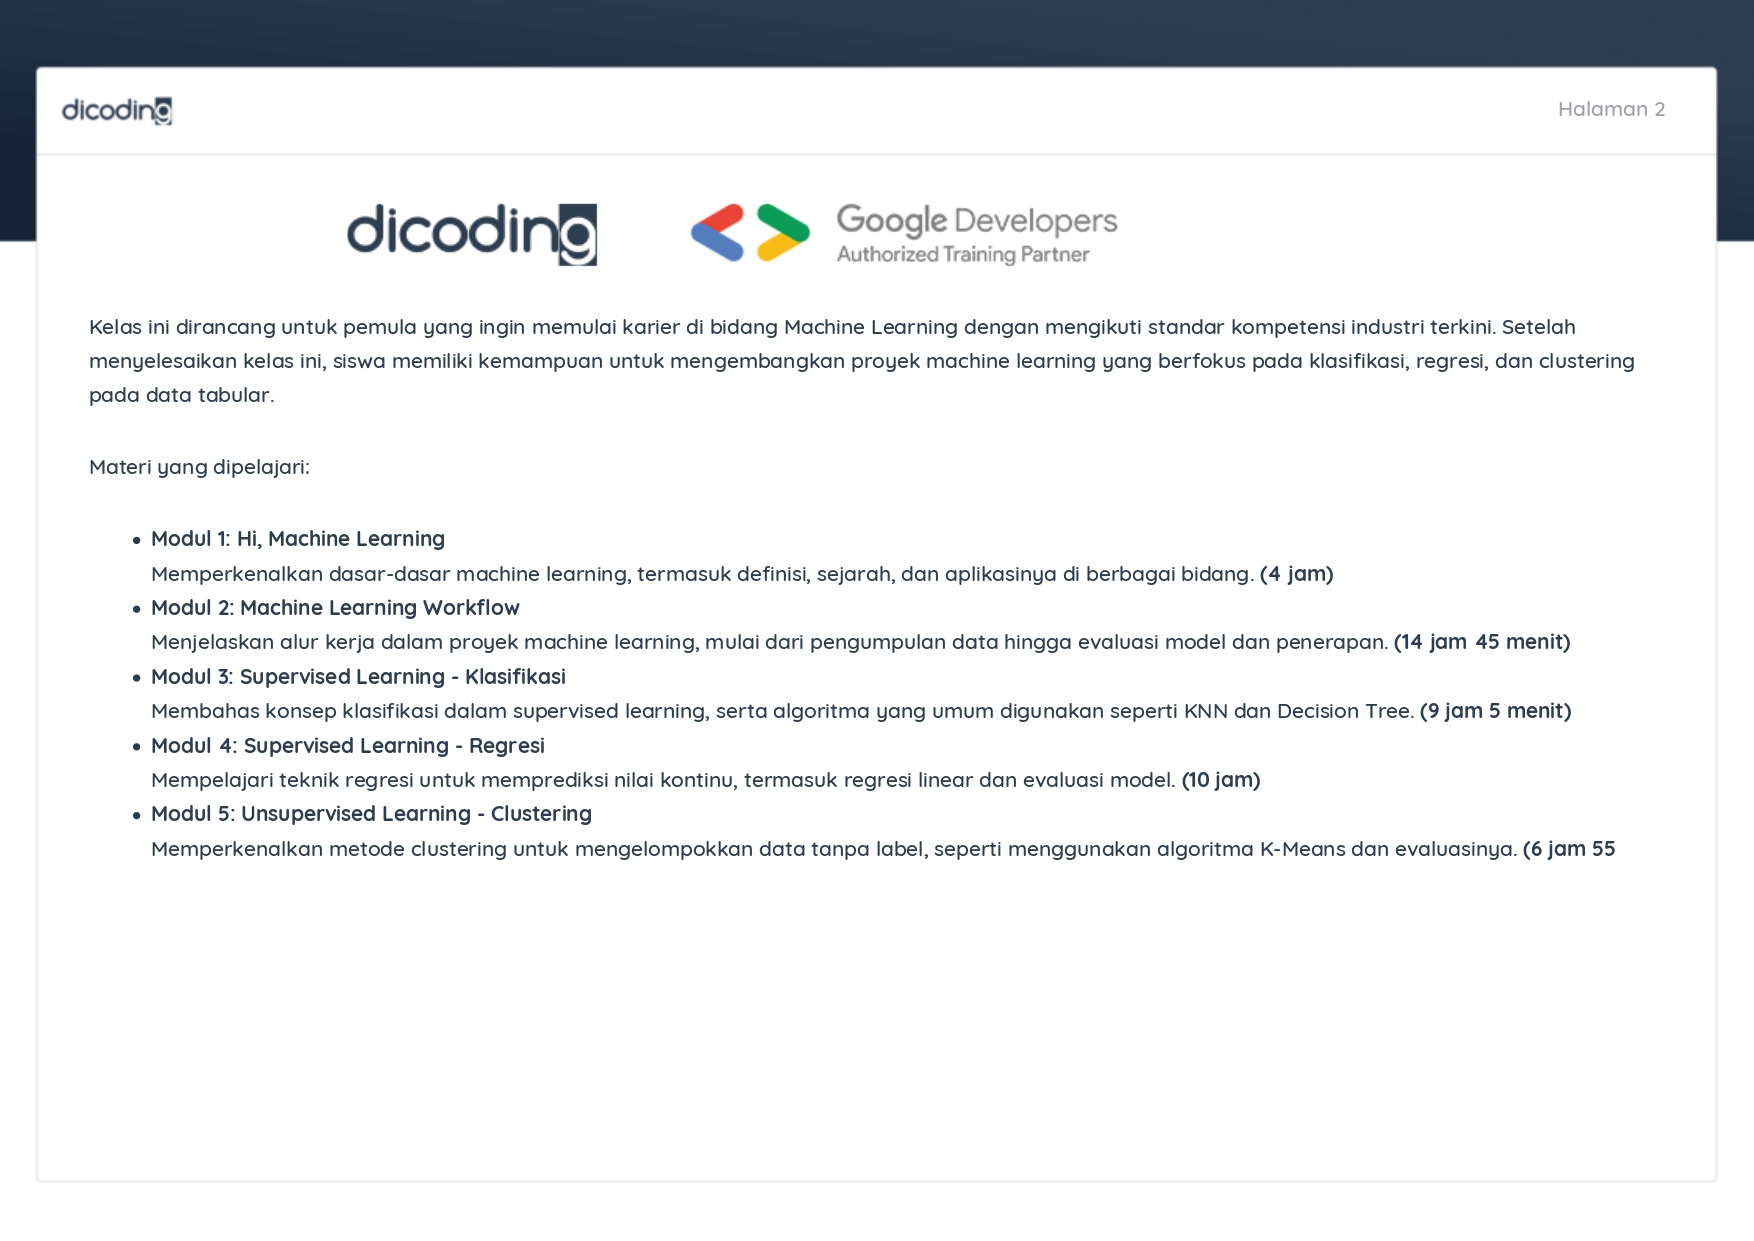 dicoding
Halaman 2
dicoding
Google Developers
Authorized Training Partner
Kelas ini dirancang untuk pemula yang ingin memulai karier di bidang Machine Learning dengan mengikuti standar kompetensi industri terkini. Setelah
menyelesaikan kelas ini, siswa memiliki kemampuan untuk mengembangkan proyek machine learning yang berfokus pada klasifikasi, regresi, dan clustering
pada data tabular.
Materi yang dipelajari:
• Modul 1: Hi, Machine Learning
Memperkenalkan dasar-dasar machine learning, termasuk definisi, sejarah, dan aplikasinya di berbagai bidang. (4 jam)
• Modul 2: Machine Learning Workflow
Menjelaskan alur kerja dalam proyek machine learning, mulai dari pengumpulan data hingga evaluasi model dan penerapan. (14 jam 45 menit)
• Modul 3: Supervised Learning - Klasifikasi
Membahas konsep klasifikasi dalam supervised learning, serta algoritma yang umum digunakan seperti KNN dan Decision Tree. (9 jam 5 menit)
• Modul 4: Supervised Learning - Regresi
Mempelajari teknik regresi untuk memprediksi nilai kontinu, termasuk regresi linear dan evaluasi model. (10 jam)
• Modul 5: Unsupervised Learning - Clustering
Memperkenalkan metode clustering untuk mengelompokkan data tanpa label, seperti menggunakan algoritma K-Means dan evaluasinya. (6 jam 55